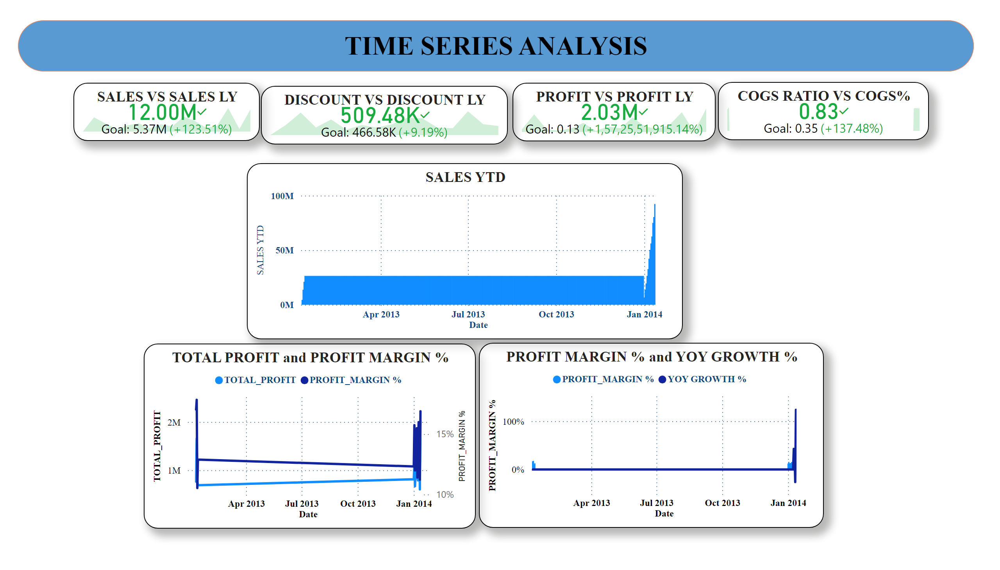 TIME SERIES ANALYSIS
SALES VS SALES LY
12.00M
Goal: 5.37M (+123.51%)
DISCOUNT VS DISCOUNT LY
509.48K
Goal: 466.58K (+9.19%)
PROFIT VS PROFIT LY
2.03M
Goal: 0.13 (+1,57,25,51,915.14%)
COGS RATIO VS COGS%
0.83
Goal: 0.35 (+137.48%)
SALES YTD
SALES YTD
100M
50M
0M
Apr 2013
Jul 2013
Oct 2013
Jan 2014
Date
TOTAL PROFIT and PROFIT MARGIN %
TOTAL_PROFIT
PROFIT_MARGIN %
TOTAL_PROFIT
2M
1M
PROFIT_MARGIN %
15%
10%
Apr 2013
Jul 2013
Oct 2013
Jan 2014
Date
PROFIT MARGIN % and YOY GROWTH %
PROFIT_MARGIN %
YOY GROWTH %
PROFIT_MARGIN %
100%
0%
Apr 2013
Jul 2013
Oct 2013
Jan 2014
Date